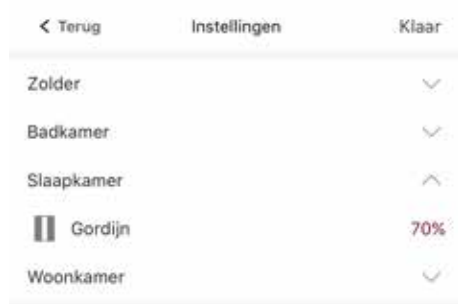 Terug Instellingen Klaar
Zolder
Badkamer
Slaapkamer
Gordijn 70%
Woonkamer